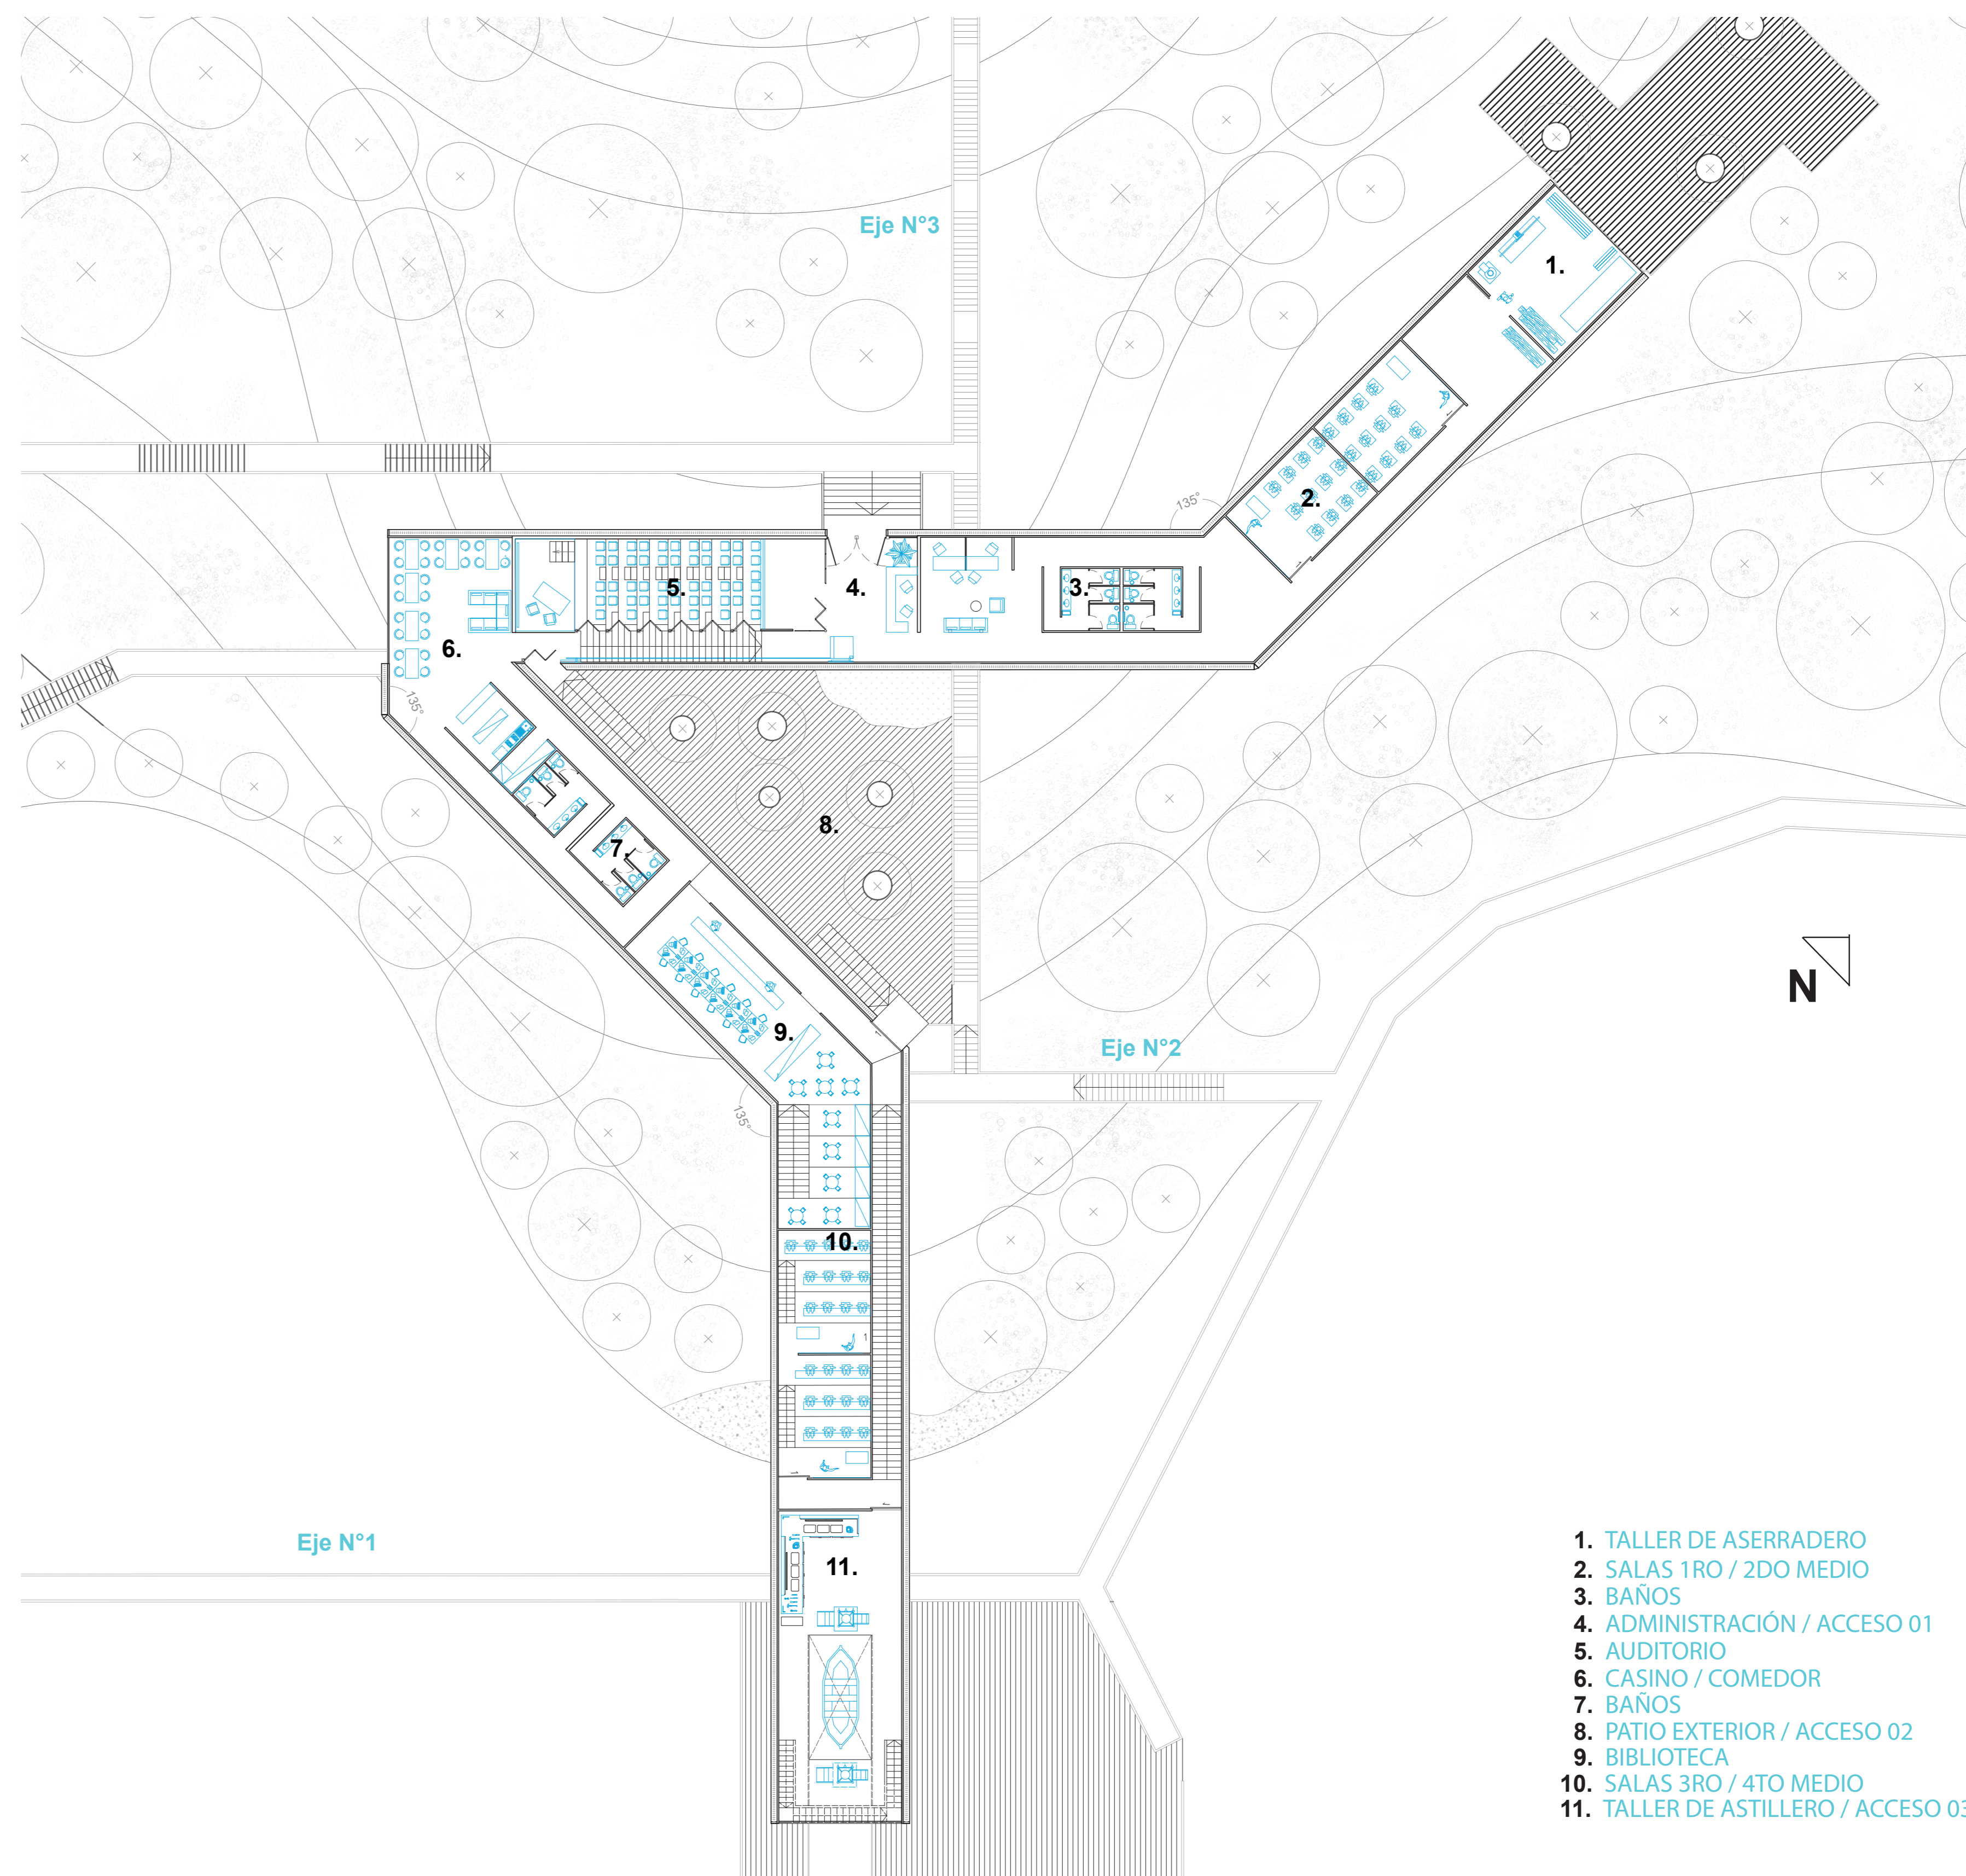 Eje N°3
1.
2.
135°
5.
4.
3.
6.
135°
8.
7.
N
9.
Eje N°2
135°
10.
1
Eje N°1
11.
1. TALLER DE ASERRADERO
2. SALAS 1RO / 2DO MEDIO
3. BAÑOS
4. ADMINISTRACIÓN / ACCESO 01
5. AUDITORIO
6. CASINO / COMEDOR
7. BAÑOS
8. PATIO EXTERIOR / ACCESO 02
9. BIBLIOTECA
10. SALAS 3RO / 4TO MEDIO
11. TALLER DE ASTILLERO / ACCESO 03